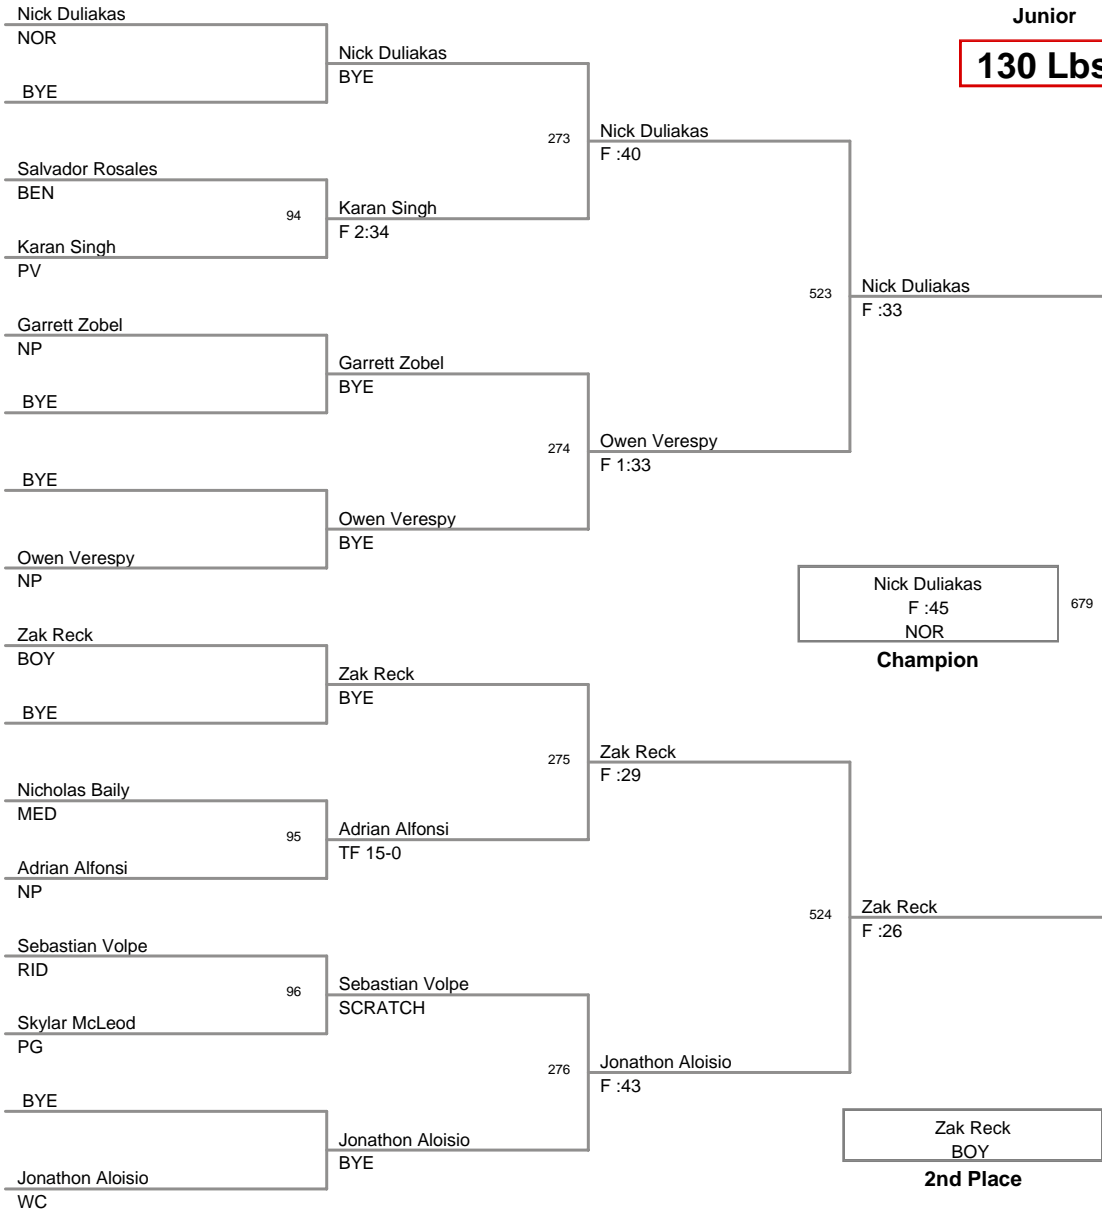 Nick Duliakas
NOR
BYE
Salvador Rosales
BEN
94
Karan Singh
PV
Garrett Zobel
NP
BYE
BYE
Owen Verespy
NP
Zak Reck
BOY
BYE
Nicholas Baily
MED
95
Adrian Alfonsi
NP
Sebastian Volpe
RID
96
Skylar McLeod
PG
BYE
Jonathon Aloisio
WC
Nick Duliakas
BYE
273
Karan Singh
F 2:34
Garrett Zobel
BYE
274
Owen Verespy
BYE
Zak Reck
BYE
275
Adrian Alfonsi
TF 15-0
Sebastian Volpe
SCRATCH
276
Jonathon Aloisio
BYE
Nick Duliakas
F :40
523
Owen Verespy
F 1:33
Zak Reck
F :29
524
Jonathon Aloisio
F :43
Junior
130 Lbs
Nick Duliakas
F :33
Nick Duliakas
F :45
NOR
679
Champion
Zak Reck
F :26
Zak Reck
BOY
2nd Place